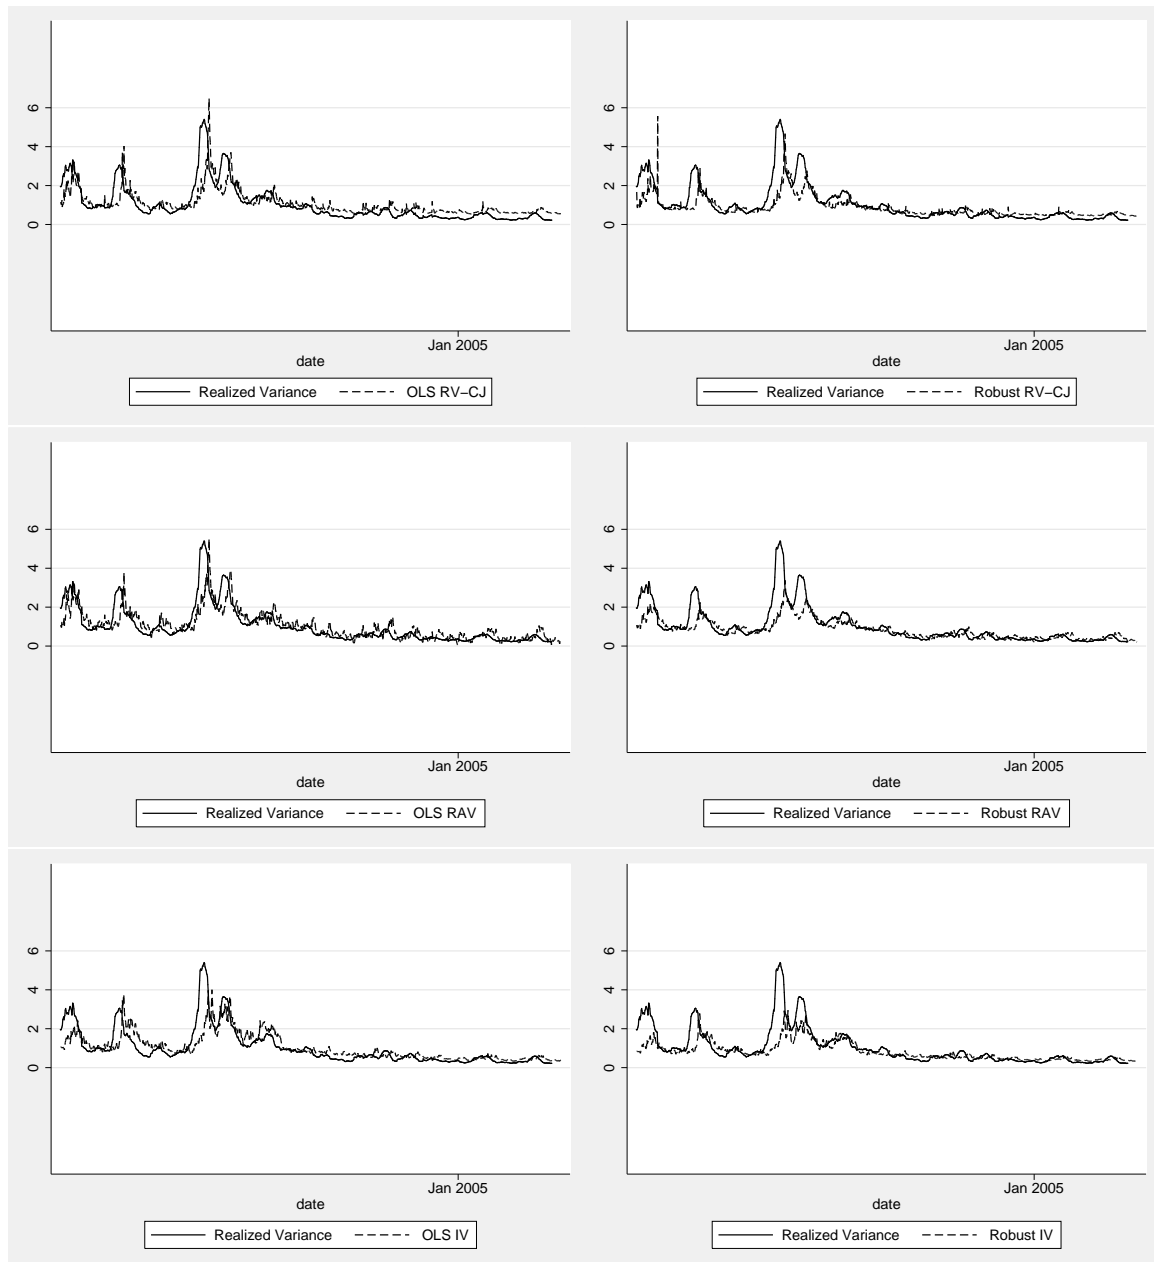 6
4
2
0
Jan 2005
date
Realized Variance OLS RV−CJ
6
4
2
0
Jan 2005
date
Realized Variance Robust RV−CJ
6
4
2
0
Jan 2005
date
Realized Variance OLS RAV
6
4
2
0
Jan 2005
date
Realized Variance Robust RAV
6
4
2
0
Jan 2005
date
Realized Variance OLS IV
6
4
2
0
Jan 2005
date
Realized Variance Robust IV